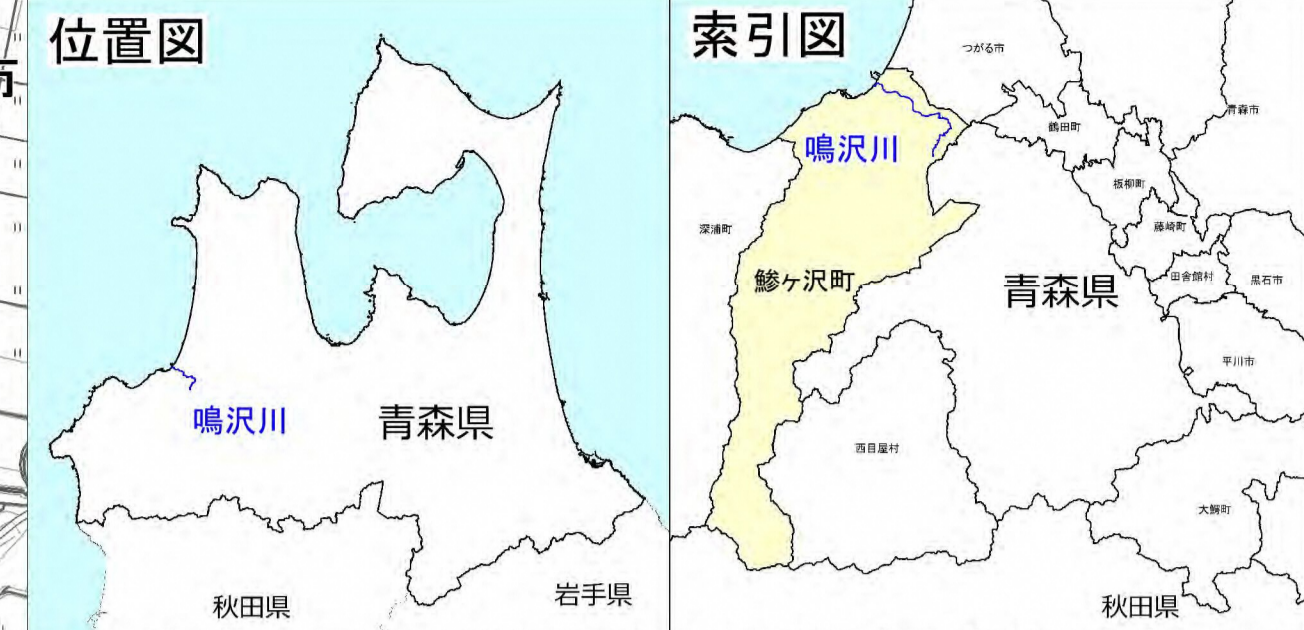 位置図
鳴沢川
青森県
秋田県
岩手県
索引図
つがる市
青森市
鶴田町
鳴沢川
板柳町
深浦町
藤崎町
鰺ヶ沢町
青森県
田舎館村
黒石市
平川市
西目屋村
大鰐町
秋田県